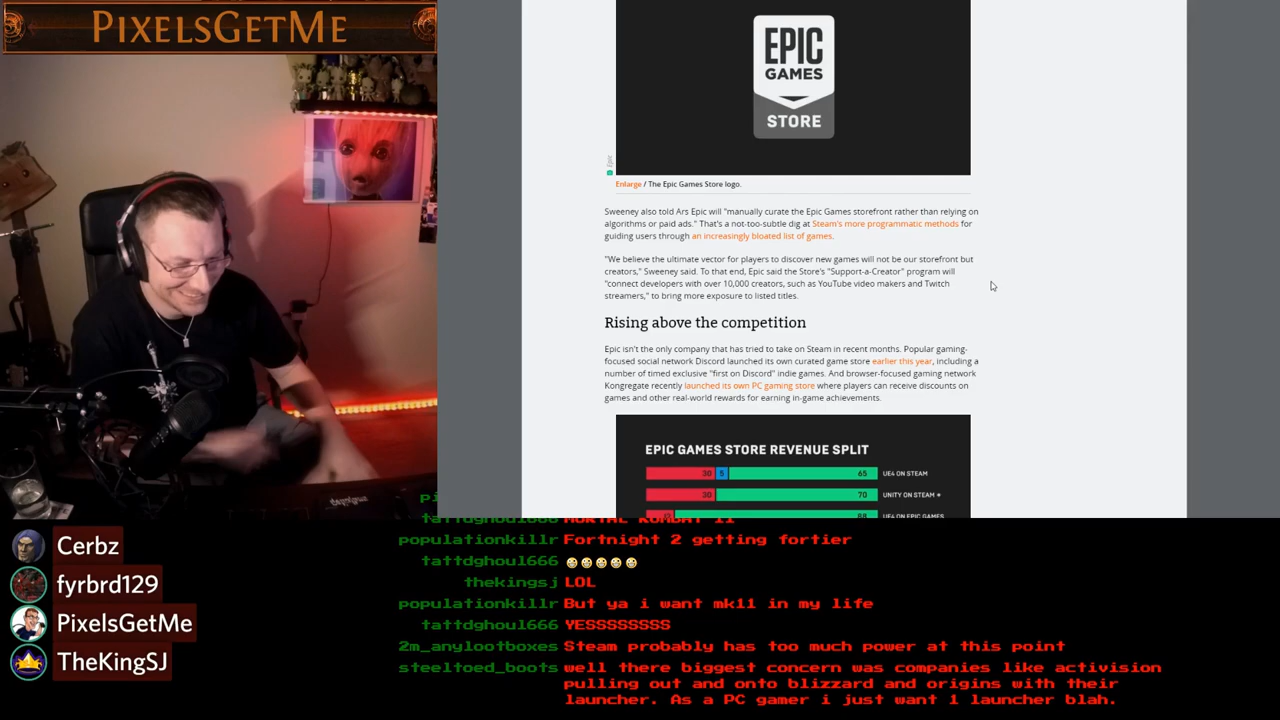 PIXELSGETME
EPIC
GAMES
STORE
Epic
Enlarge / The Epic Games Store logo.
Sweeney also told Ars Epic will "manually curate the Epic Games storefront rather than relying on
algorithms or paid ads." That's a not-too-subtle dig at Steam's more programmatic methods for
guiding users through an increasingly bloated list of games.
"We believe the ultimate vector for players to discover new games will not be our storefront but
creators," Sweeney said. To that end, Epic said the Store's "Support-a-Creator" program will
"connect developers with over 10,000 creators, such as YouTube video makers and Twitch
streamers," to bring more exposure to listed titles.
Rising above the competition
Epic isn't the only company that has tried to take on Steam in recent months. Popular gaming-
focused social network Discord launched its own curated game store earlier this year, including a
number of timed exclusive "first on Discord" indie games. And browser-focused gaming network
Kongregate recently launched its own PC gaming store where players can receive discounts on
games and other real-world rewards for earning in-game achievements.
EPIC GAMES STORE REVENUE SPLIT
30 5 65 UE4 ON STEAM
30 70 UNITY ON STEAM *
12 88 UE4 ON EPIC GAMES
tattdghoul666 MORTAL KOMBAT 11
populationkillr Fortnight 2 getting fortier
tattdghoul666
thekingsj LOL
populationkillr But ya i want mk11 in my life
tattdghoul666 YESSSSSSSS
2m_anylootboxes Steam probably has too much power at this point
steeltoed_boots well there biggest concern was companies like activision
pulling out and onto blizzard and origins with their
launcher. As a PC gamer i just want 1 launcher blah.
Cerbz
fyrbrd129
PixelsGetMe
TheKingSJ